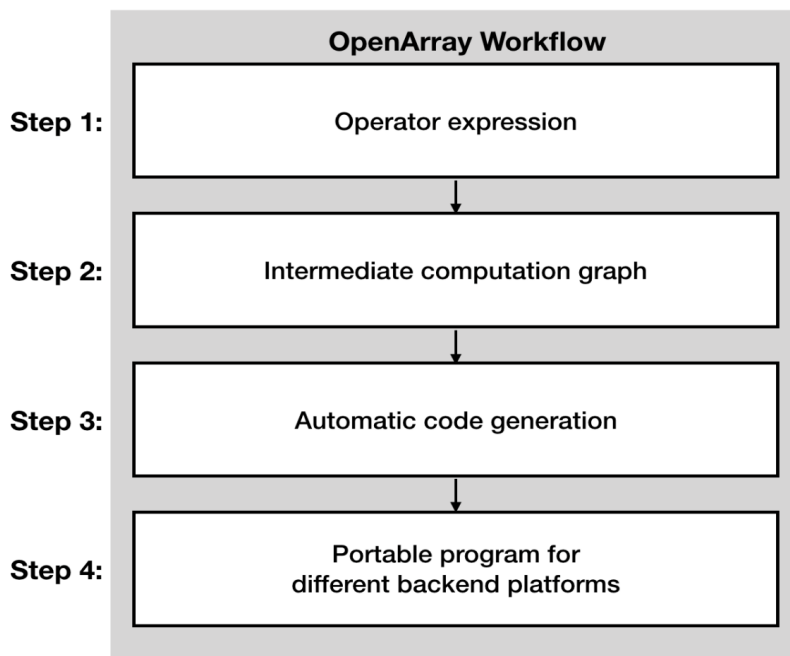 OpenArray Workflow
Step 1:
Operator expression
Step 2:
Intermediate computation graph
Step 3:
Automatic code generation
Step 4:
Portable program for
different backend platforms